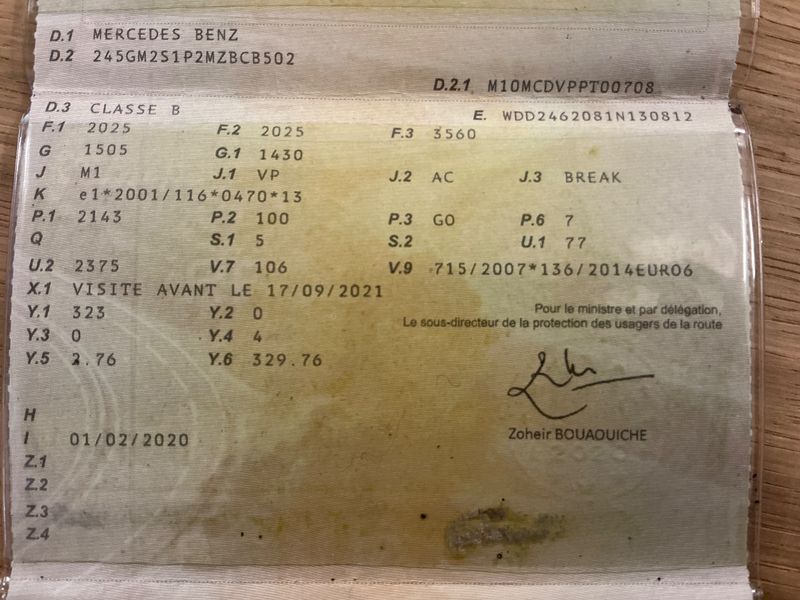 D.1 MERCEDES BENZ
D.2 245GM2S1P2MZBCB502
D.2.1 M10MCDVPPT00708
D.3 CLASSE B
E. WDD2462081N130812
F.1 2025 F.2 2025 F.3 3560
G 1505 G.1 1430
J M1 J.1 VP J.2 AC J.3 BREAK
K e1*2001/116*0470*13
P.1 2143 P.2 100 P.3 GO P.6 7
Q S.1 5 S.2 U.1 77
U.2 2375 V.7 106 V.9 715/2007*136/2014EURO6
X.1 VISITE AVANT LE 17/09/2021
Y.1 323 Y.2 0
Pour le ministre et par délégation,
Le sous-directeur de la protection des usagers de la route
Y.3 0 Y.4 4
Y.5 2.76 Y.6 329.76
Zoheir BOUAOUICHE
H
I 01/02/2020
Z.1
Z.2
Z.3
Z.4